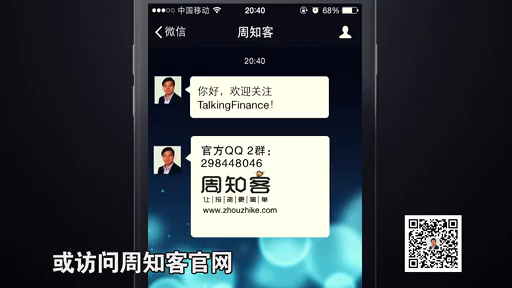 中国移动 20:40 68%
微信 周知客
20:40
你好，欢迎关注
TalkingFinance！
官方QQ 2群：
298448046
周知客
让投资更简单
www.zhouzhike.com
或访问周知客官网